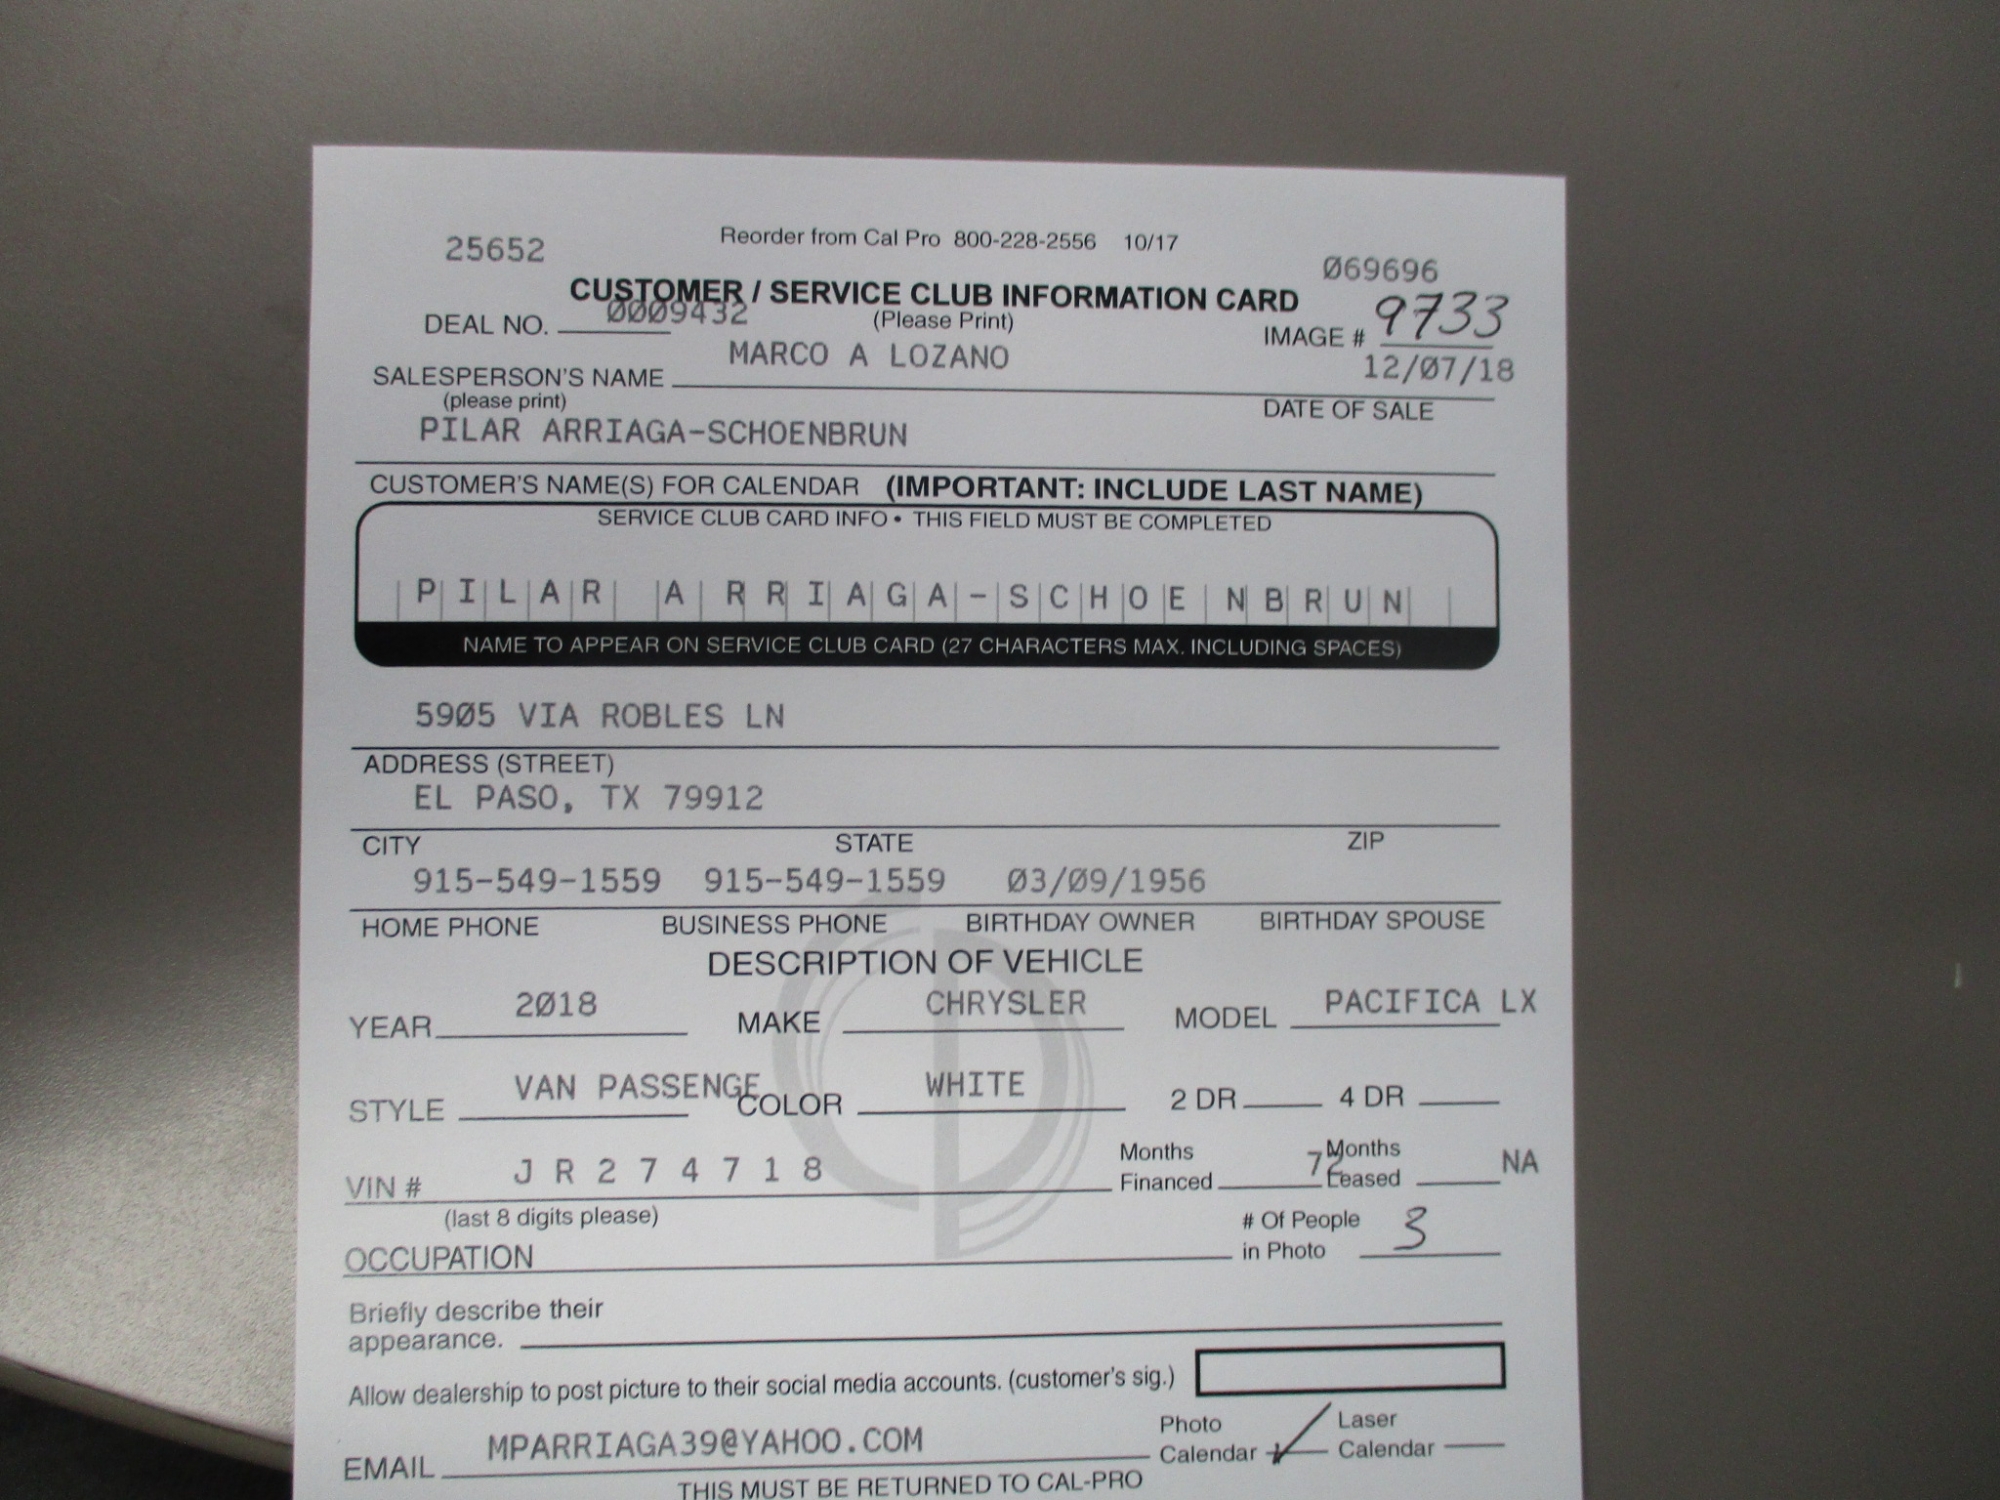 Reorder from Cal Pro 800-228-2556 10/17
25652
069696
CUSTOMER / SERVICE CLUB INFORMATION CARD
DEAL NO. 0009432 (Please Print) IMAGE # 9733
SALESPERSON'S NAME MARCO A LOZANO 12/07/18
(please print) DATE OF SALE
PILAR ARRIAGA-SCHOENBRUN
CUSTOMER'S NAME(S) FOR CALENDAR (IMPORTANT: INCLUDE LAST NAME)
SERVICE CLUB CARD INFO • THIS FIELD MUST BE COMPLETED
PILAR ARRIAGA-SCHOENBRUN
NAME TO APPEAR ON SERVICE CLUB CARD (27 CHARACTERS MAX. INCLUDING SPACES)
5905 VIA ROBLES LN
ADDRESS (STREET)
EL PASO, TX 79912
CITY STATE ZIP
915-549-1559 915-549-1559 03/09/1956
HOME PHONE BUSINESS PHONE BIRTHDAY OWNER BIRTHDAY SPOUSE
DESCRIPTION OF VEHICLE
YEAR 2018 MAKE CHRYSLER MODEL PACIFICA LX
STYLE VAN PASSENGE COLOR WHITE 2 DR 4 DR
VIN # JR274718 Months Financed 72 Months Leased NA
(last 8 digits please)
OCCUPATION # Of People in Photo 3
Briefly describe their
appearance.
Allow dealership to post picture to their social media accounts. (customer's sig.)
EMAIL MPARRIAGA39@YAHOO.COM Photo Calendar Laser Calendar
THIS MUST BE RETURNED TO CAL-PRO